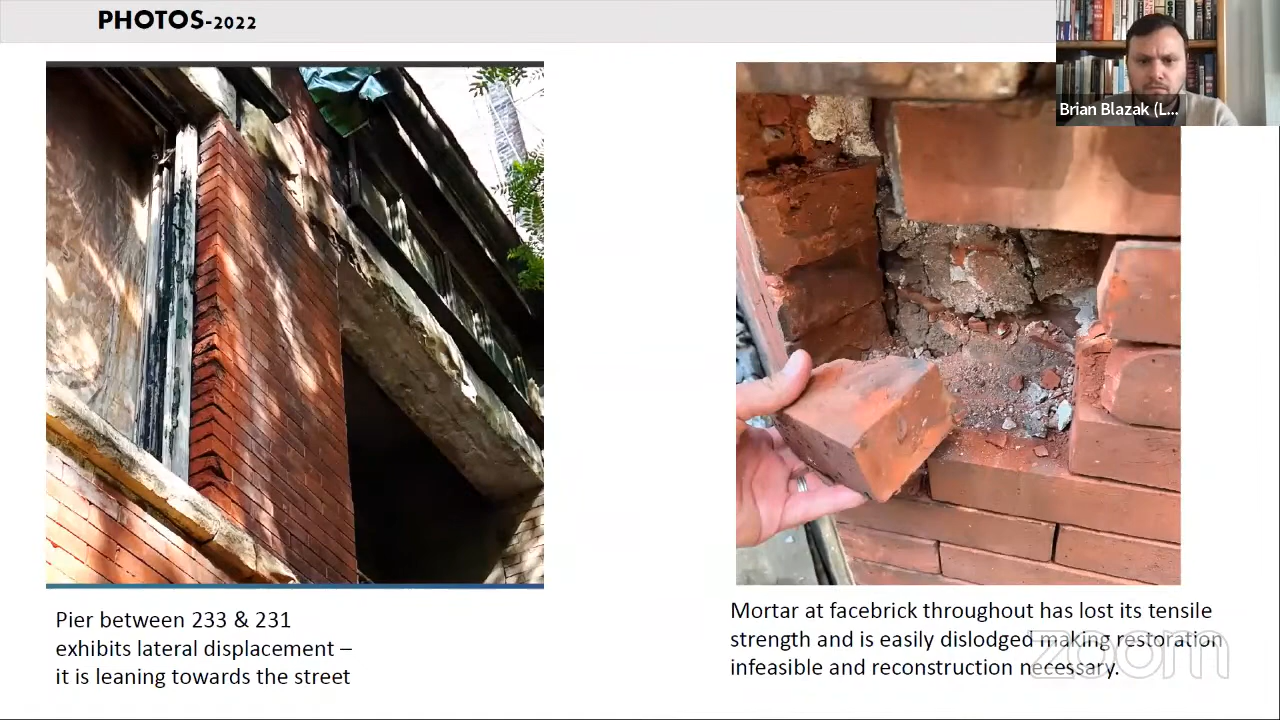 PHOTOS-2022
Brian Blazak (L...
Pier between 233 & 231
exhibits lateral displacement –
it is leaning towards the street
Mortar at facebrick throughout has lost its tensile
strength and is easily dislodged making restoration
infeasible and reconstruction necessary.
zoom